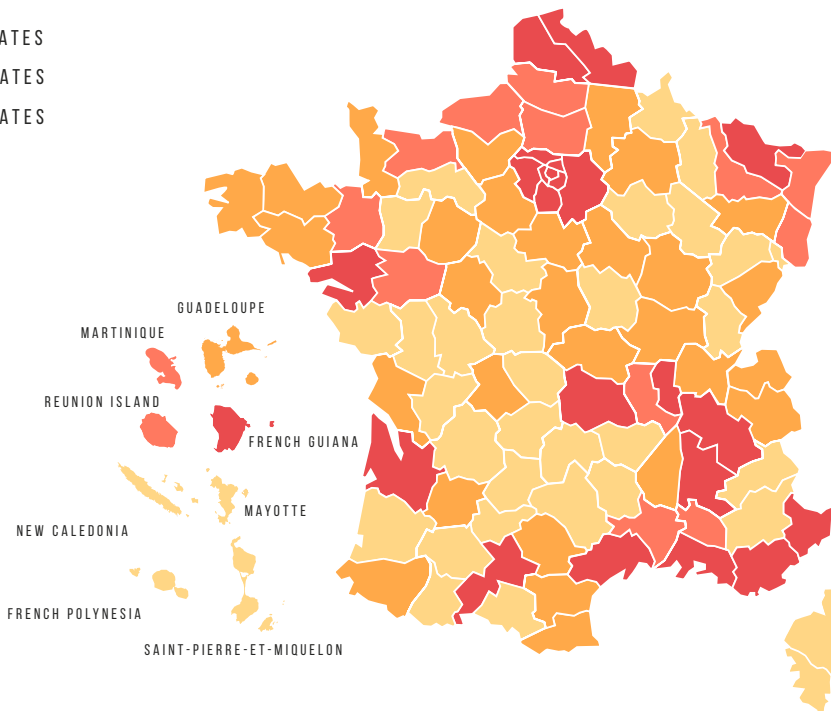 ATES
ATES
ATES
GUADELOUPE
MARTINIQUE
REUNION ISLAND
FRENCH GUIANA
MAYOTTE
NEW CALEDONIA
FRENCH POLYNESIA
SAINT-PIERRE-ET-MIQUELON